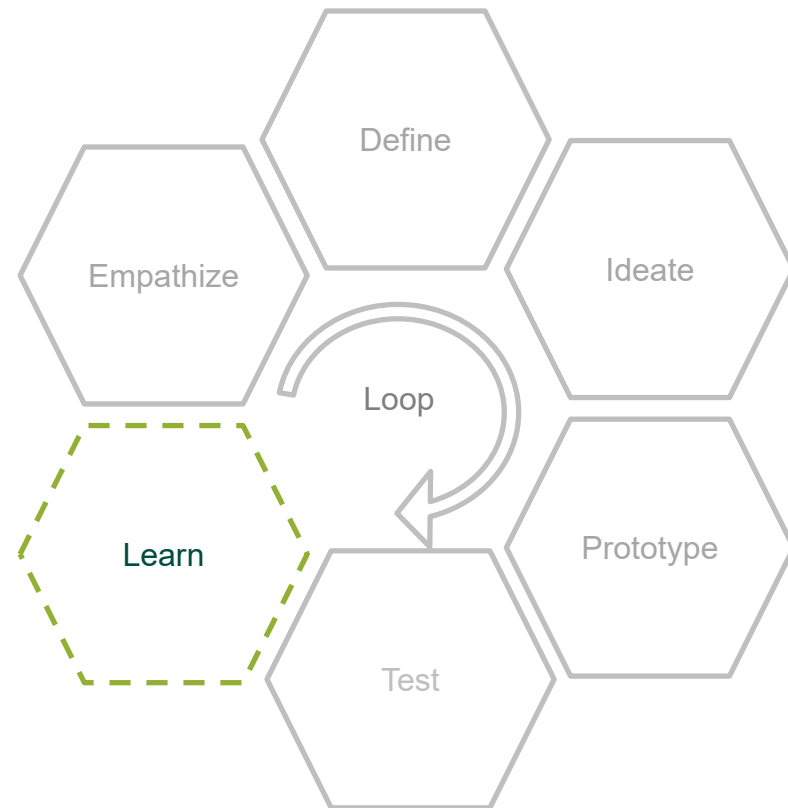 Define
Empathize
Ideate
Loop
Learn
Prototype
Test